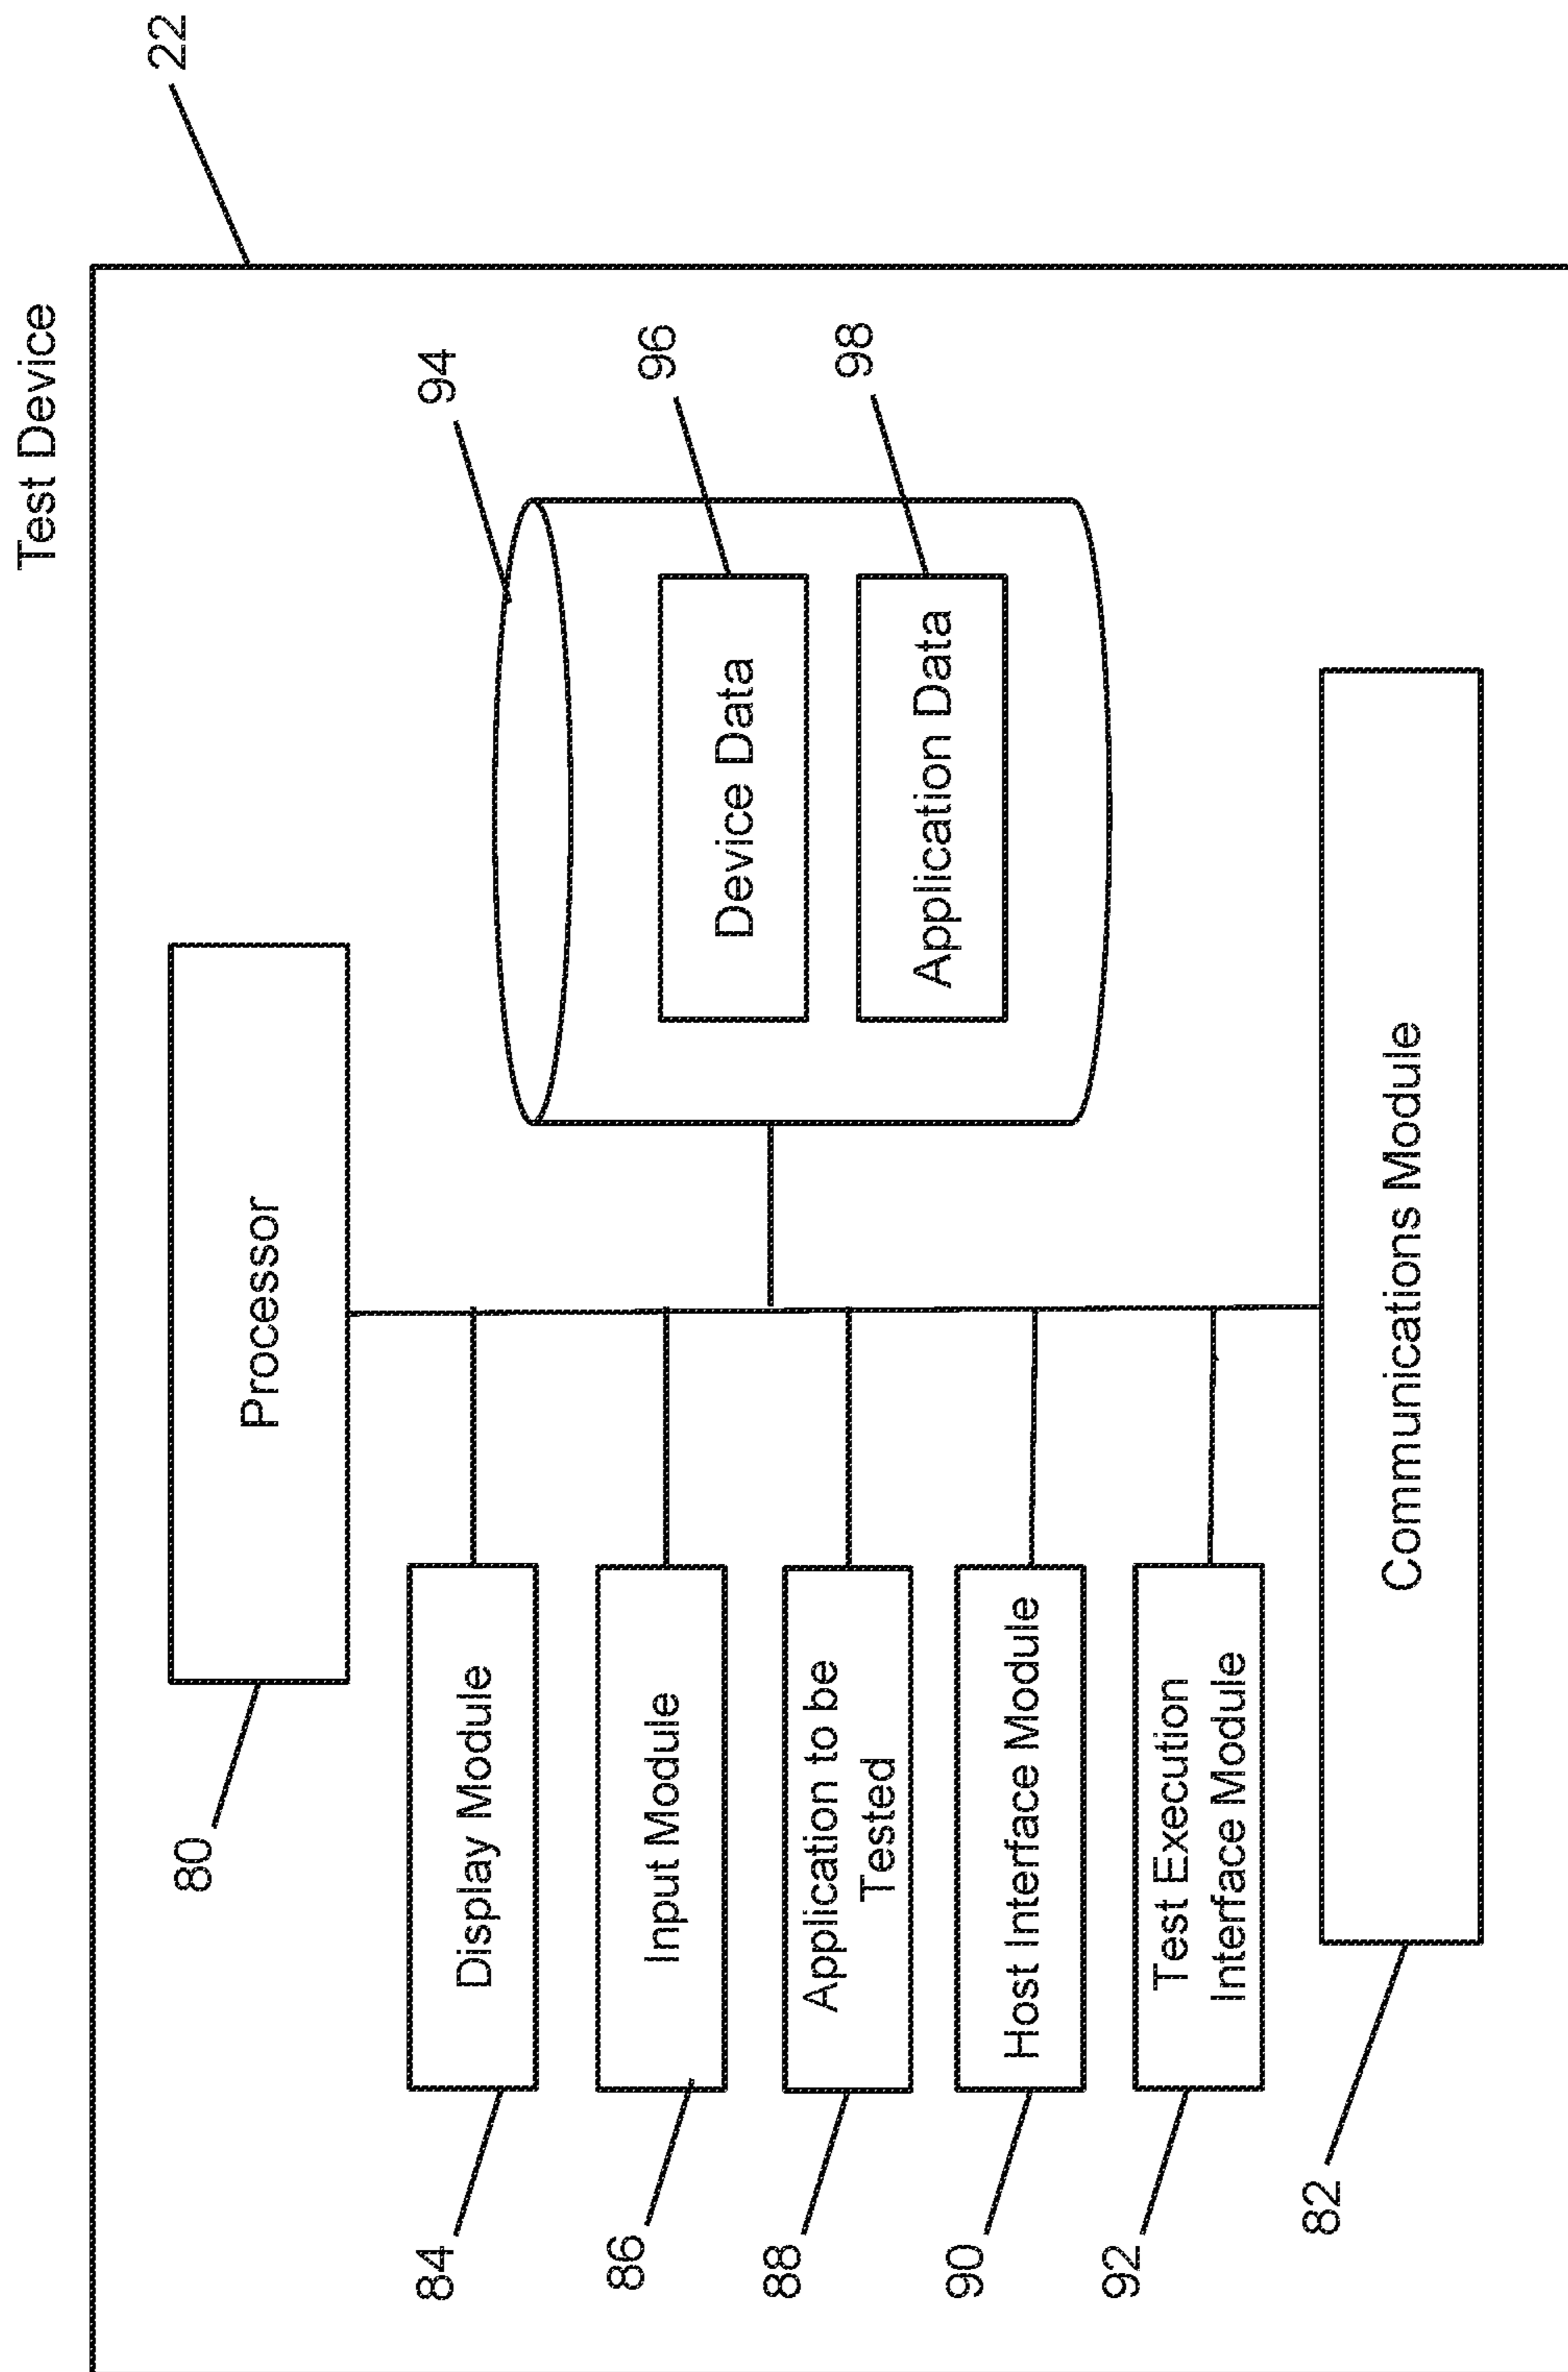 Test Device
22
Processor
80
94
Display Module
84
Device Data
96
Input Module
86
Application to be
Tested
88
Application Data
98
Host Interface Module
90
Test Execution
Interface Module
92
Communications Module
82